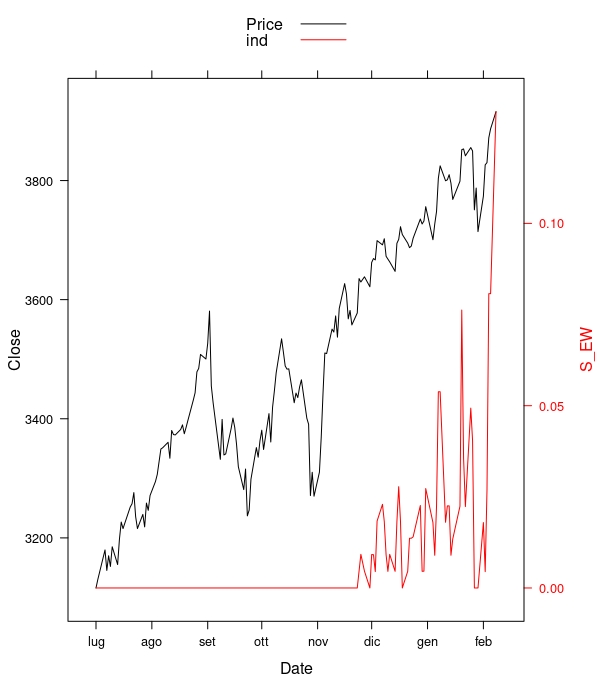 Price
ind
3800
3600
3400
3200
Close
0.10
0.05
0.00
S_EW
lug ago set ott nov dic gen feb
Date